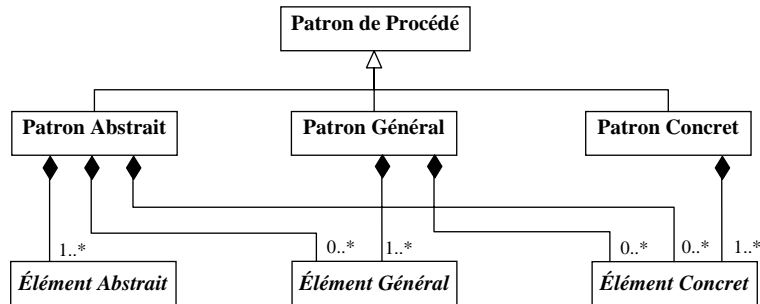 Patron de Procédé
Patron Abstrait
Patron Général
Patron Concret
1..*
0..*
1..*
0..*
0..*
1..*
Élément Abstrait
Élément Général
Élément Concret